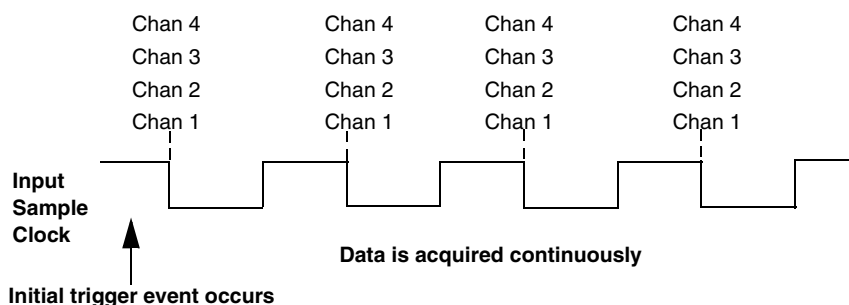 Chan 4 Chan 4 Chan 4 Chan 4
Chan 3 Chan 3 Chan 3 Chan 3
Chan 2 Chan 2 Chan 2 Chan 2
Chan 1 Chan 1 Chan 1 Chan 1
Input
Sample
Clock
Data is acquired continuously
Initial trigger event occurs